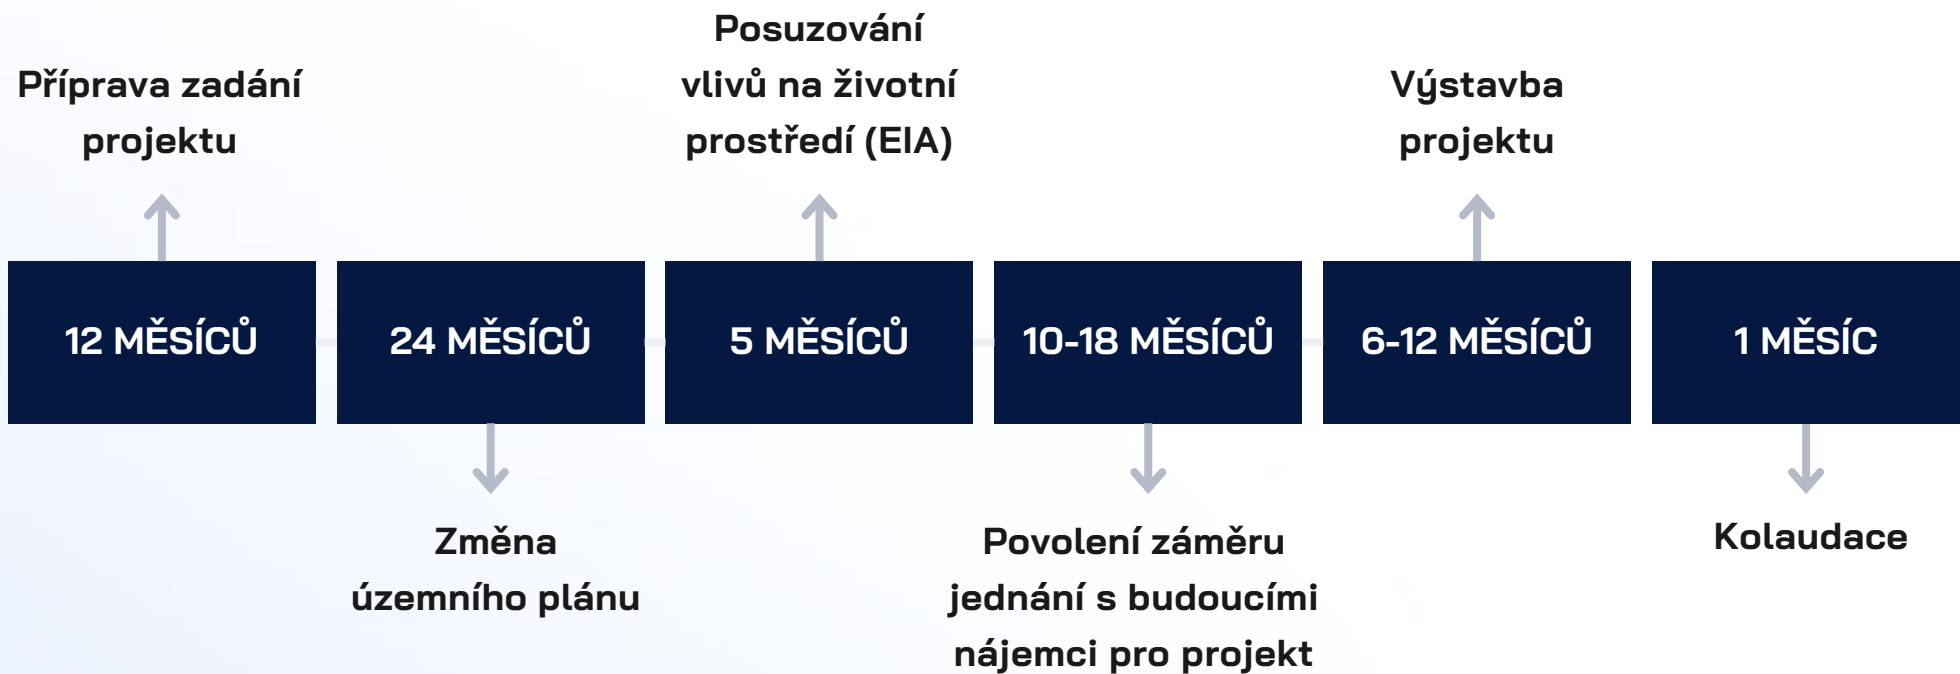 Příprava zadání
projektu
Posuzování
vlivů na životní
prostředí (EIA)
Výstavba
projektu
12 MĚSÍCŮ
24 MĚSÍCŮ
5 MĚSÍCŮ
10-18 MĚSÍCŮ
6-12 MĚSÍCŮ
1 MĚSÍC
Změna
územního plánu
Povolení záměru
jednání s budoucími
nájemci pro projekt
Kolaudace